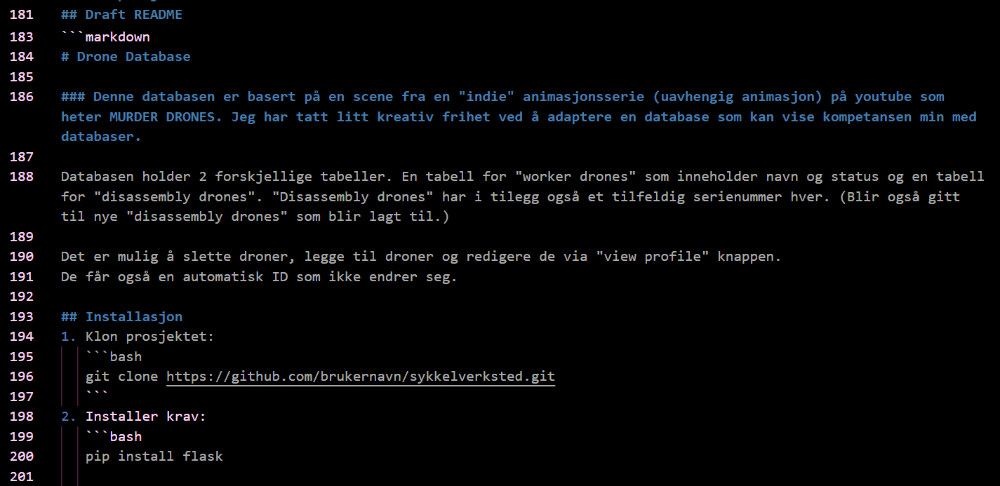 181 ## Draft README
183 ```markdown
184 # Drone Database
185
186 ### Denne databasen er basert på en scene fra en "indie" animasjonsserie (uavhengig animasjon) på youtube som
heter MURDER DRONES. Jeg har tatt litt kreativ frihet ved å adaptere en database som kan vise kompetansen min med
databaser.
187
188 Databasen holder 2 forskjellige tabeller. En tabell for "worker drones" som inneholder navn og status og en tabell
for "disassembly drones". "Disassembly drones" har i tilegg også et tilfeldig serienummer hver. (Blir også gitt
til nye "disassembly drones" som blir lagt til.)
189
190 Det er mulig å slette droner, legge til droner og redigere de via "view profile" knappen.
191 De får også en automatisk ID som ikke endrer seg.
192
193 ## Installasjon
194 1. Klon prosjektet:
195 ```bash
196 git clone https://github.com/brukernavn/sykkelverksted.git
197 ```
198 2. Installer krav:
199 ```bash
200 pip install flask
201